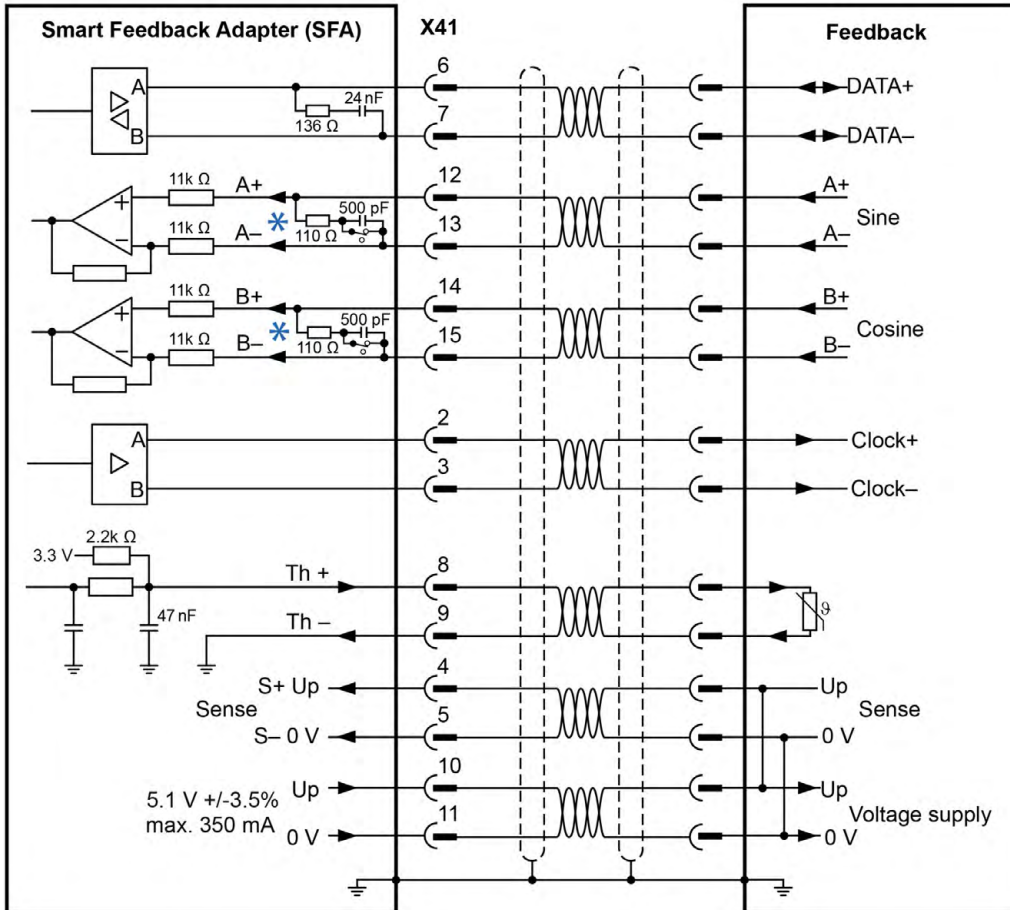 Smart Feedback Adapter (SFA) X41 Feedback
A 6 DATA+
24 nF
136 Ω
B 7 DATA–
11k Ω A+ 12 A+
500 pF Sine
+
* 13
11k Ω A– 110 Ω A–
–
11k Ω B+ 14 B+
500 pF Cosine
+
* 15
11k Ω B– 110 Ω B–
–
A 2 Clock+
B 3 Clock–
2.2k Ω
3.3 V
Th + 8
47 nF Th – 9 ϑ
S+ Up 4 Up
Sense Sense
S– 0 V 5 0 V
Up 10 Up
5.1 V +/-3.5% Voltage supply
max. 350 mA
0 V 11 0 V